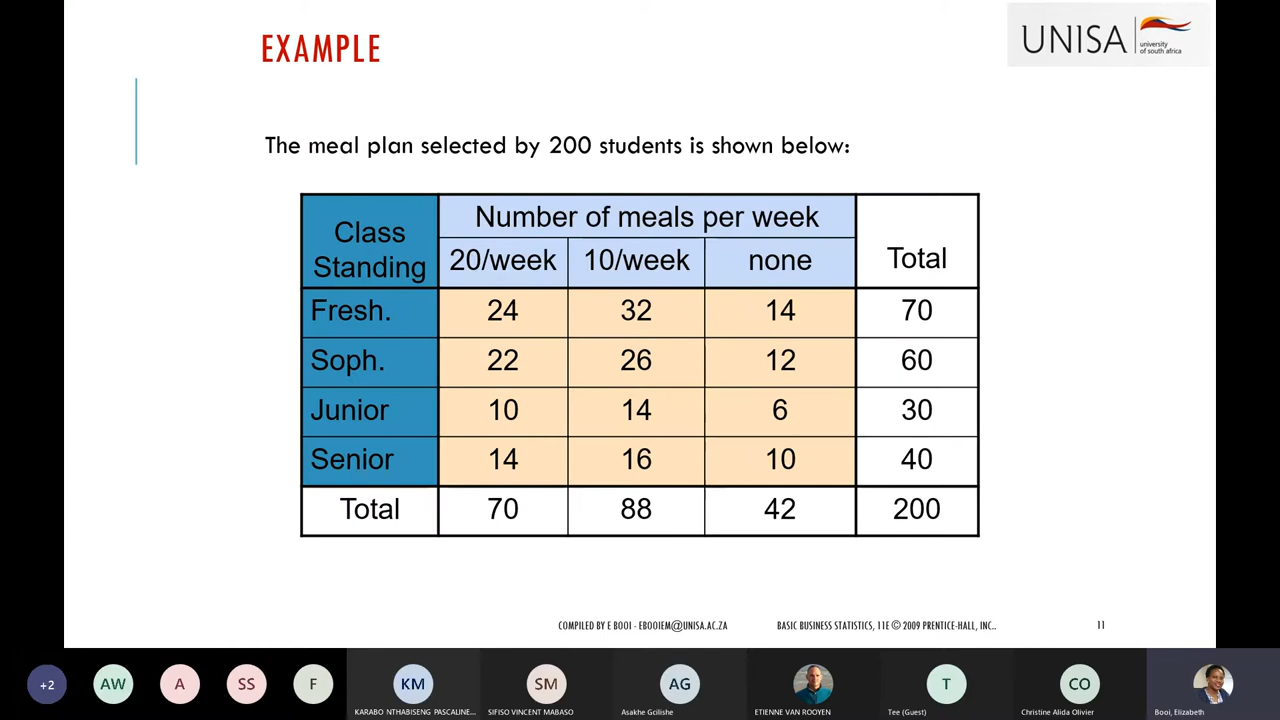 EXAMPLE
UNISA university of south africa
The meal plan selected by 200 students is shown below:
Class Standing
Number of meals per week
Total
20/week 10/week none
Fresh. 24 32 14 70
Soph. 22 26 12 60
Junior 10 14 6 30
Senior 14 16 10 40
Total 70 88 42 200
COMPILED BY E BOOI - EBOOIEM@UNISA.AC.ZA BASIC BUSINESS STATISTICS, 11E © 2009 PRENTICE-HALL, INC.. 11
+2 AW A SS F KM SM AG T CO
KARABO NTHABISENG PASCALINE... SIFISO VINCENT MABASO Asakhe Gcilishe ETIENNE VAN ROOYEN Tee (Guest) Christine Alida Olivier Booi, Elizabeth